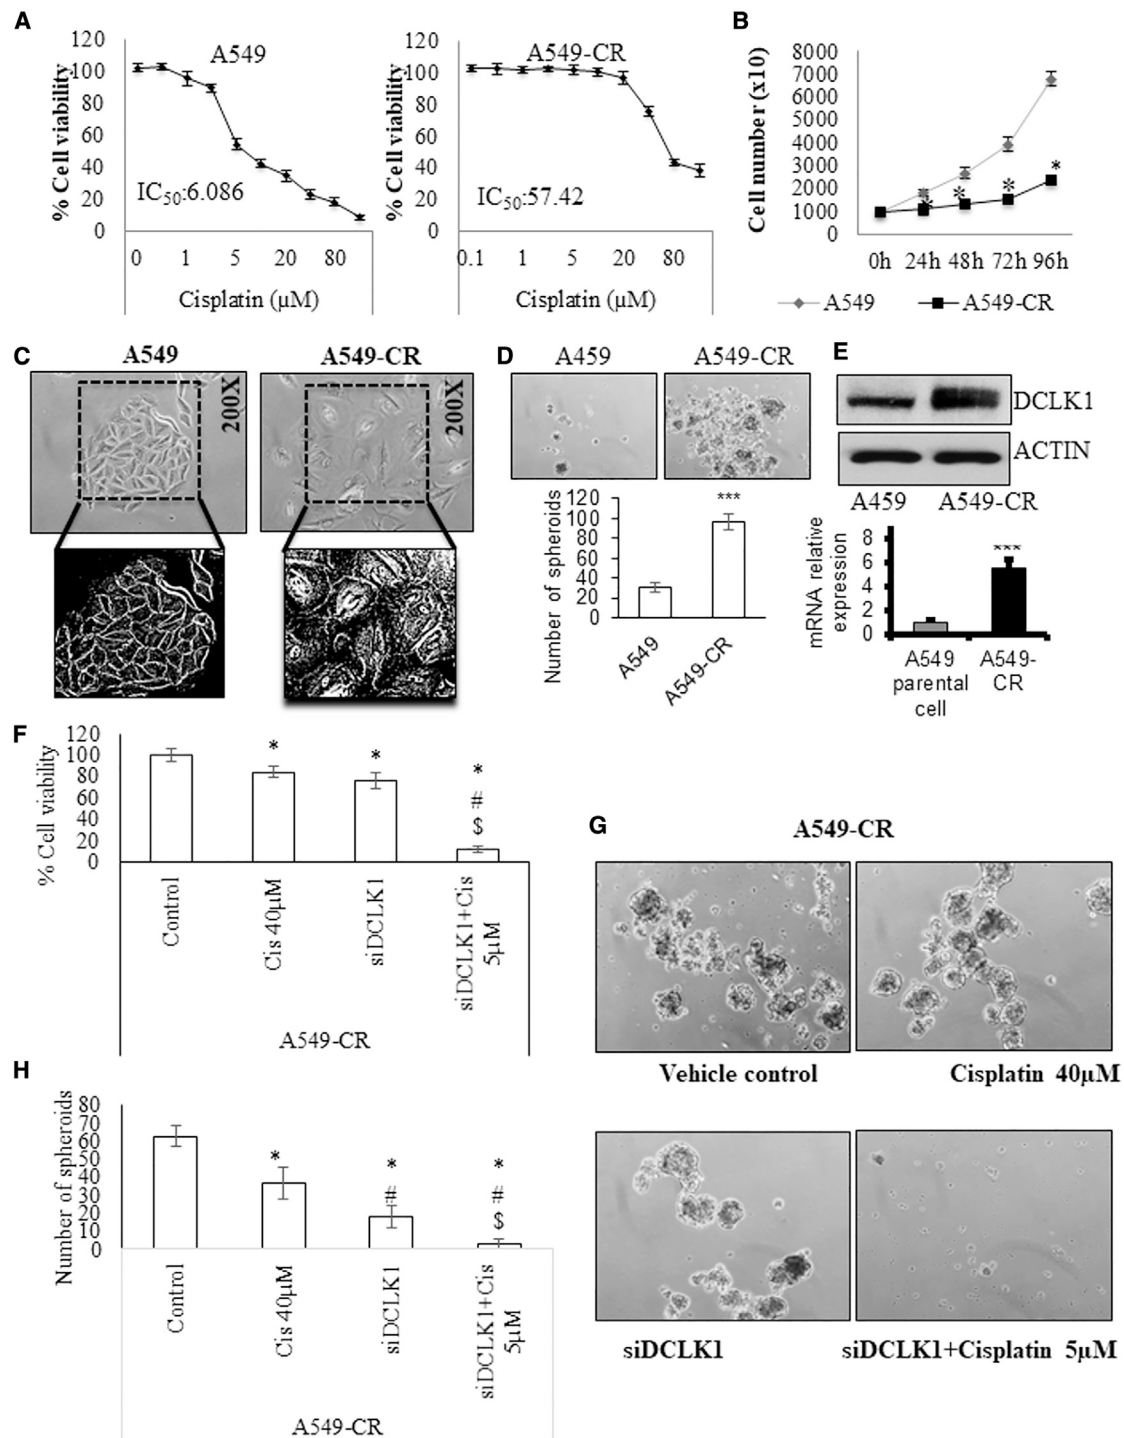 A
% Cell viability
120
100
80
60
40
20
0
A549
IC50:6.086
0 1 5 20 80
Cisplatin (µM)
% Cell viability
120
100
80
60
40
20
0
A549-CR
IC50:57.42
0.1 1 5 20 80
Cisplatin (µM)
B
Cell number (x10)
8000
7000
6000
5000
4000
3000
2000
1000
0
* * * *
0h 24h 48h 72h 96h
A549 A549-CR
C
A549 A549-CR
200X 200X
D
A459 A549-CR
Number of spheroids
120
100
80
60
40
20
0
***
A549 A549-CR
E
DCLK1
ACTIN
A459 A549-CR
mRNA relative
expression
8
6
4
2
0
***
A549
parental
cell
A549-
CR
F
% Cell viability
120
100
80
60
40
20
0
* * *
#
$
Control
Cis 40µM
siDCLK1
siDCLK1+Cis
5µM
A549-CR
G
A549-CR
Vehicle control Cisplatin 40µM
siDCLK1 siDCLK1+Cisplatin 5µM
H
Number of spheroids
80
70
60
50
40
30
20
10
0
* * *
# #
$
Control
Cis 40µM
siDCLK1
siDCLK1+Cis
5µM
A549-CR